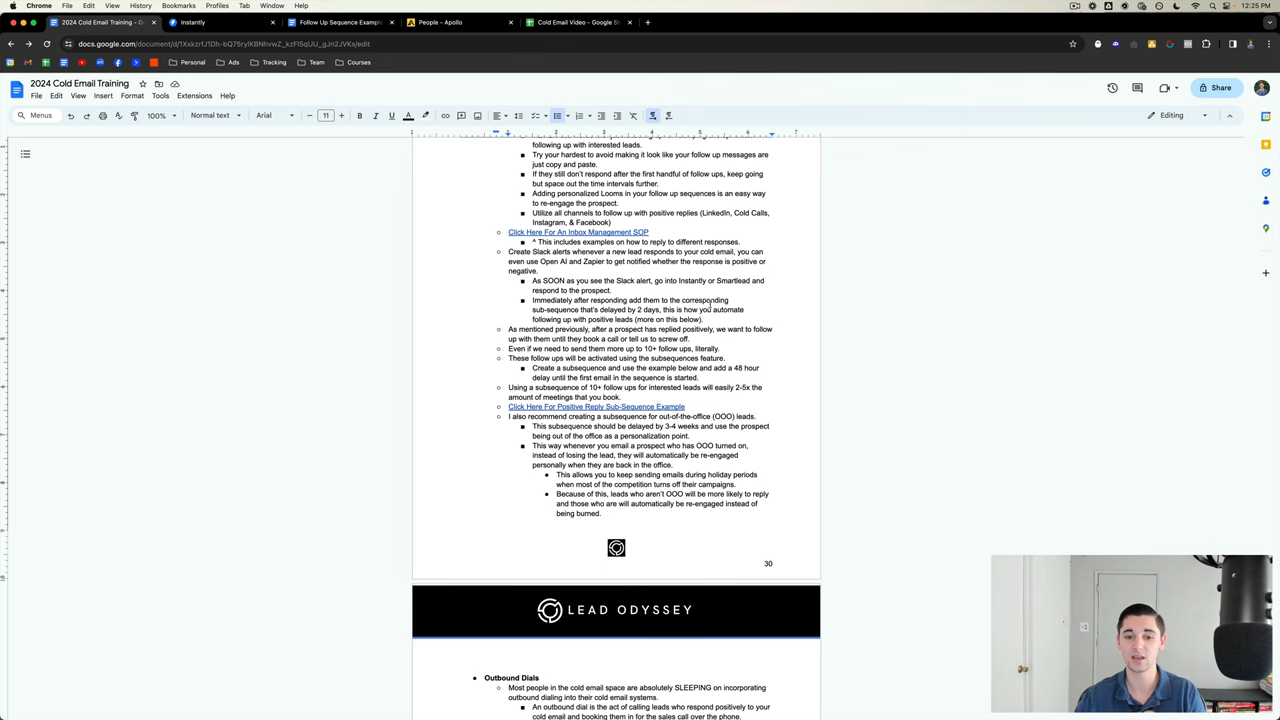 Chrome File Edit View History Bookmarks Profiles Tab Window Help
12:25 PM
2024 Cold Email Training - G
Instantly
Follow Up Sequence Exampl
People - Apollo
Cold Email Video - Google Sh
docs.google.com/document/d/1XxkzrfJ1Dh-bQ75rylKBNhvwZ_kzFl5qUU_gJn2JVKs/edit
Personal Ads Tracking Team Courses
2024 Cold Email Training
File Edit View Insert Format Tools Extensions Help
Share
Menus 100% Normal text Arial 11 Editing
following up with interested leads.
Try your hardest to avoid making it look like your follow up messages are
just copy and paste.
If they still don't respond after the first handful of follow ups, keep going
but space out the time intervals further.
Adding personalized Looms in your follow up sequences is an easy way
to re-engage the prospect.
Utilize all channels to follow up with positive replies (LinkedIn, Cold Calls,
Instagram, & Facebook)
Click Here For An Inbox Management SOP
^ This includes examples on how to reply to different responses.
Create Slack alerts whenever a new lead responds to your cold email, you can
even use Open AI and Zapier to get notified whether the response is positive or
negative.
As SOON as you see the Slack alert, go into Instantly or Smartlead and
respond to the prospect.
Immediately after responding add them to the corresponding
sub-sequence that's delayed by 2 days, this is how you automate
following up with positive leads (more on this below).
As mentioned previously, after a prospect has replied positively, we want to follow
up with them until they book a call or tell us to screw off.
Even if we need to send them more up to 10+ follow ups, literally.
These follow ups will be activated using the subsequences feature.
Create a subsequence and use the example below and add a 48 hour
delay until the first email in the sequence is started.
Using a subsequence of 10+ follow ups for interested leads will easily 2-5x the
amount of meetings that you book.
Click Here For Positive Reply Sub-Sequence Example
I also recommend creating a subsequence for out-of-the-office (OOO) leads.
This subsequence should be delayed by 3-4 weeks and use the prospect
being out of the office as a personalization point.
This way whenever you email a prospect who has OOO turned on,
instead of losing the lead, they will automatically be re-engaged
personally when they are back in the office.
This allows you to keep sending emails during holiday periods
when most of the competition turns off their campaigns.
Because of this, leads who aren't OOO will be more likely to reply
and those who are will automatically be re-engaged instead of
being burned.
30
LEAD ODYSSEY
Outbound Dials
Most people in the cold email space are absolutely SLEEPING on incorporating
outbound dialing into their cold email systems.
An outbound dial is the act of calling leads who respond positively to your
cold email and booking them in for the sales call over the phone.